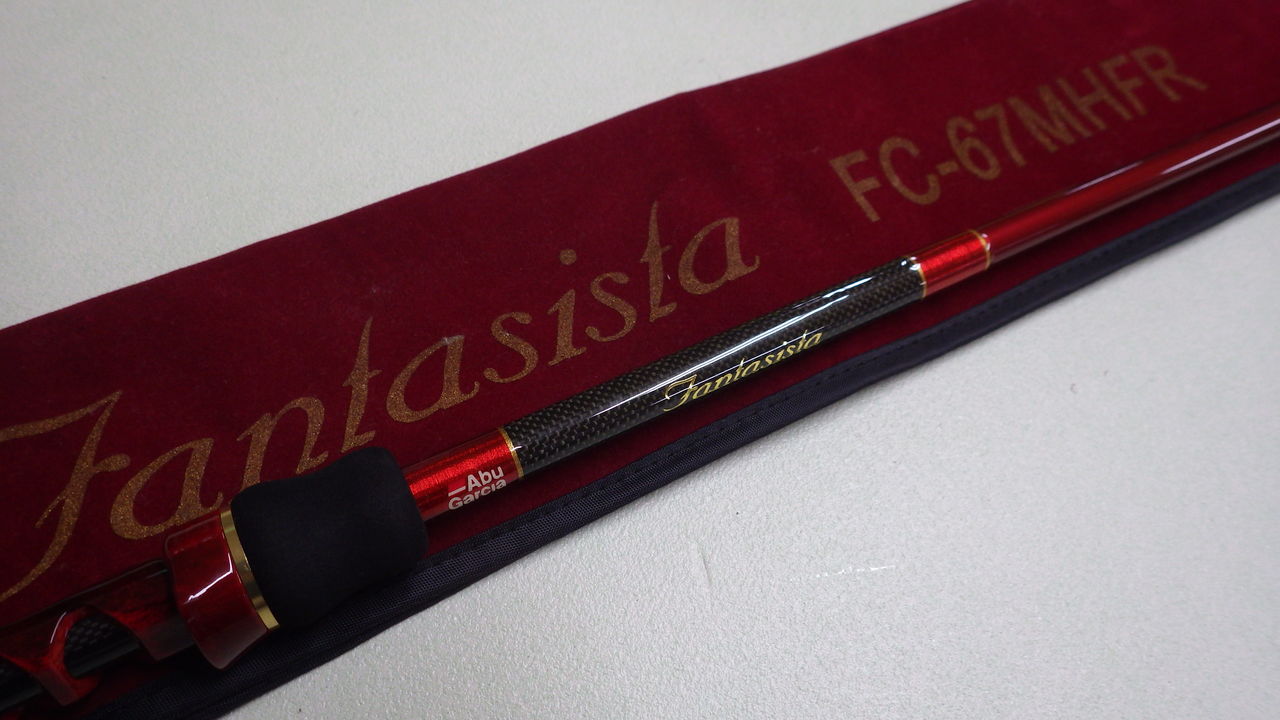 FC-67MHFR
Fantasista
Fantasista
Abu
Garcia